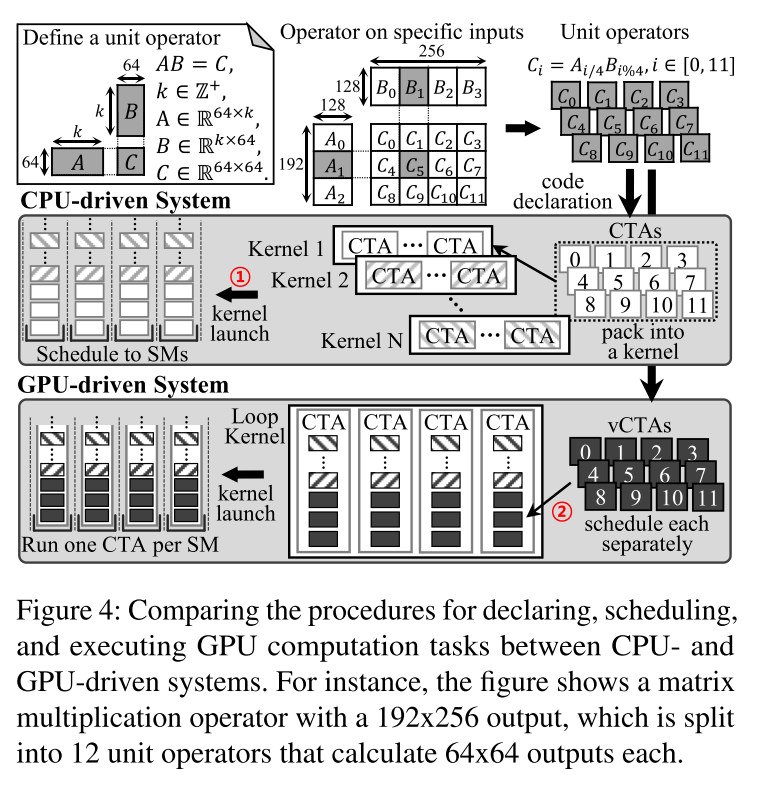 Define a unit operator
64
AB = C,
k ∈ ℤ⁺,
A ∈ ℝ^{64×k},
B ∈ ℝ^{k×64},
C ∈ ℝ^{64×64}.
k
B
k
64
A
C
Operator on specific inputs
256
128
B₀ B₁ B₂ B₃
128
192
A₀ C₀ C₁ C₂ C₃
A₁ C₄ C₅ C₆ C₇
A₂ C₈ C₉ C₁₀ C₁₁
Unit operators
Cᵢ = A_{i/4}B_{i%4}, i ∈ [0, 11]
C₀ C₁ C₂ C₃
C₄ C₅ C₆ C₇
C₈ C₉ C₁₀ C₁₁
code
declaration
CPU-driven System
①
kernel
launch
Schedule to SMs
Kernel 1
CTA ··· CTA
Kernel 2
CTA ··· CTA
Kernel N
CTA ··· CTA
CTAs
0 1 2 3
4 5 6 7
8 9 10 11
pack into
a kernel
GPU-driven System
Loop
Kernel
kernel
launch
Run one CTA per SM
CTA CTA CTA CTA
②
vCTAs
0 1 2 3
4 5 6 7
8 9 10 11
schedule each
separately
Figure 4: Comparing the procedures for declaring, scheduling,
and executing GPU computation tasks between CPU- and
GPU-driven systems. For instance, the figure shows a matrix
multiplication operator with a 192x256 output, which is split
into 12 unit operators that calculate 64x64 outputs each.